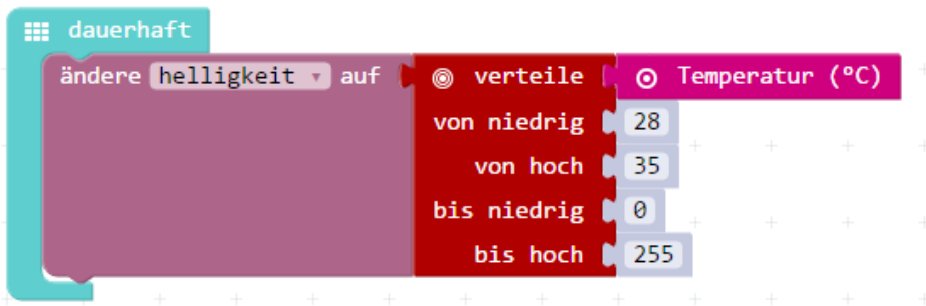 dauerhaft
ändere helligkeit auf verteile Temperatur (°C)
von niedrig 28
von hoch 35
bis niedrig 0
bis hoch 255